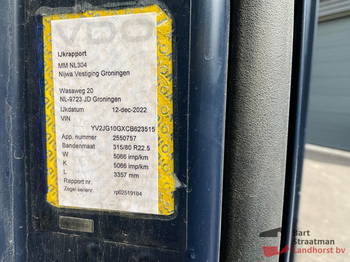 VDO
IJkrapport
MM NL304
Nijwa Vestiging Groningen
Wasaweg 20
NL-9723 JD Groningen
IJkdatum 12-dec-2022
VIN
YV2JG10GXCB623515
App. nummer 2550757
Bandenmaat 315/80 R22.5
W 5066 imp/km
K 5066 imp/km
L 3357 mm
Rapport nr.
Zegel serienr. rp02519184
Bart
Straatman
Landhorst bv